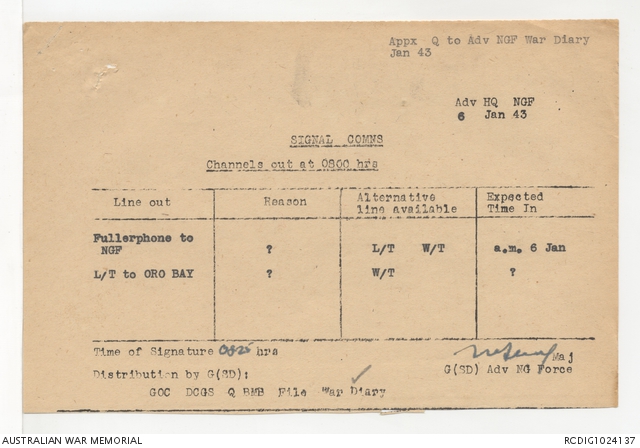 Appx Q to Adv NGF War Diary
Jan 43
Adv HQ NGF
6 Jan 43
SIGNAL COMNS
Channels out at 0800 hrs
Line out Reason Alternative line available Expected Time In
Fullerphone to NGF ? L/T W/T a.m. 6 Jan
L/T to ORO BAY ? W/T ?
Time of Signature 0825 hrs
Maj
Distribution by G(SD): G(SD) Adv NG Force
GOC DCGS Q BMB File War Diary
AUSTRALIAN WAR MEMORIAL RCDIG1024137